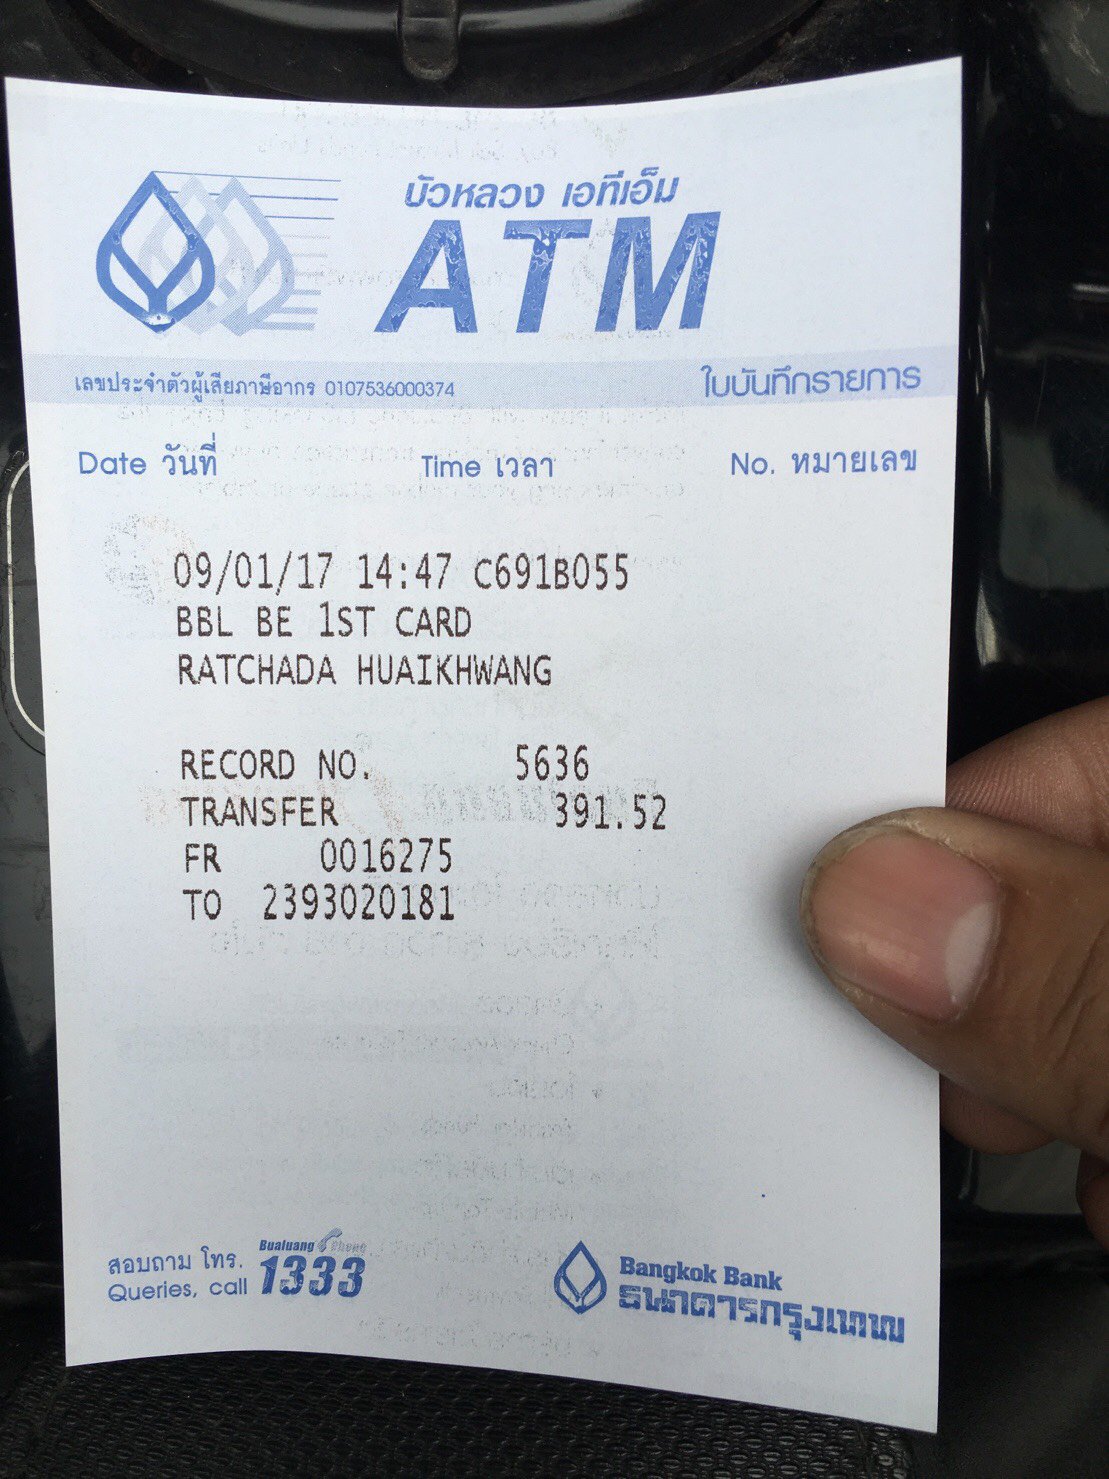 บัวหลวง เอทีเอ็ม
ATM
เลขประจำตัวผู้เสียภาษีอากร 0107536000374 ใบบันทึกรายการ
Date วันที่ Time เวลา No. หมายเลข
09/01/17 14:47 C691B055
BBL BE 1ST CARD
RATCHADA HUAIKHWANG
RECORD NO. 5636
TRANSFER 391.52
FR 0016275
TO 2393020181
สอบถาม โทร. Bualuang Phone
Queries, call 1333
Bangkok Bank
ธนาคารกรุงเทพ